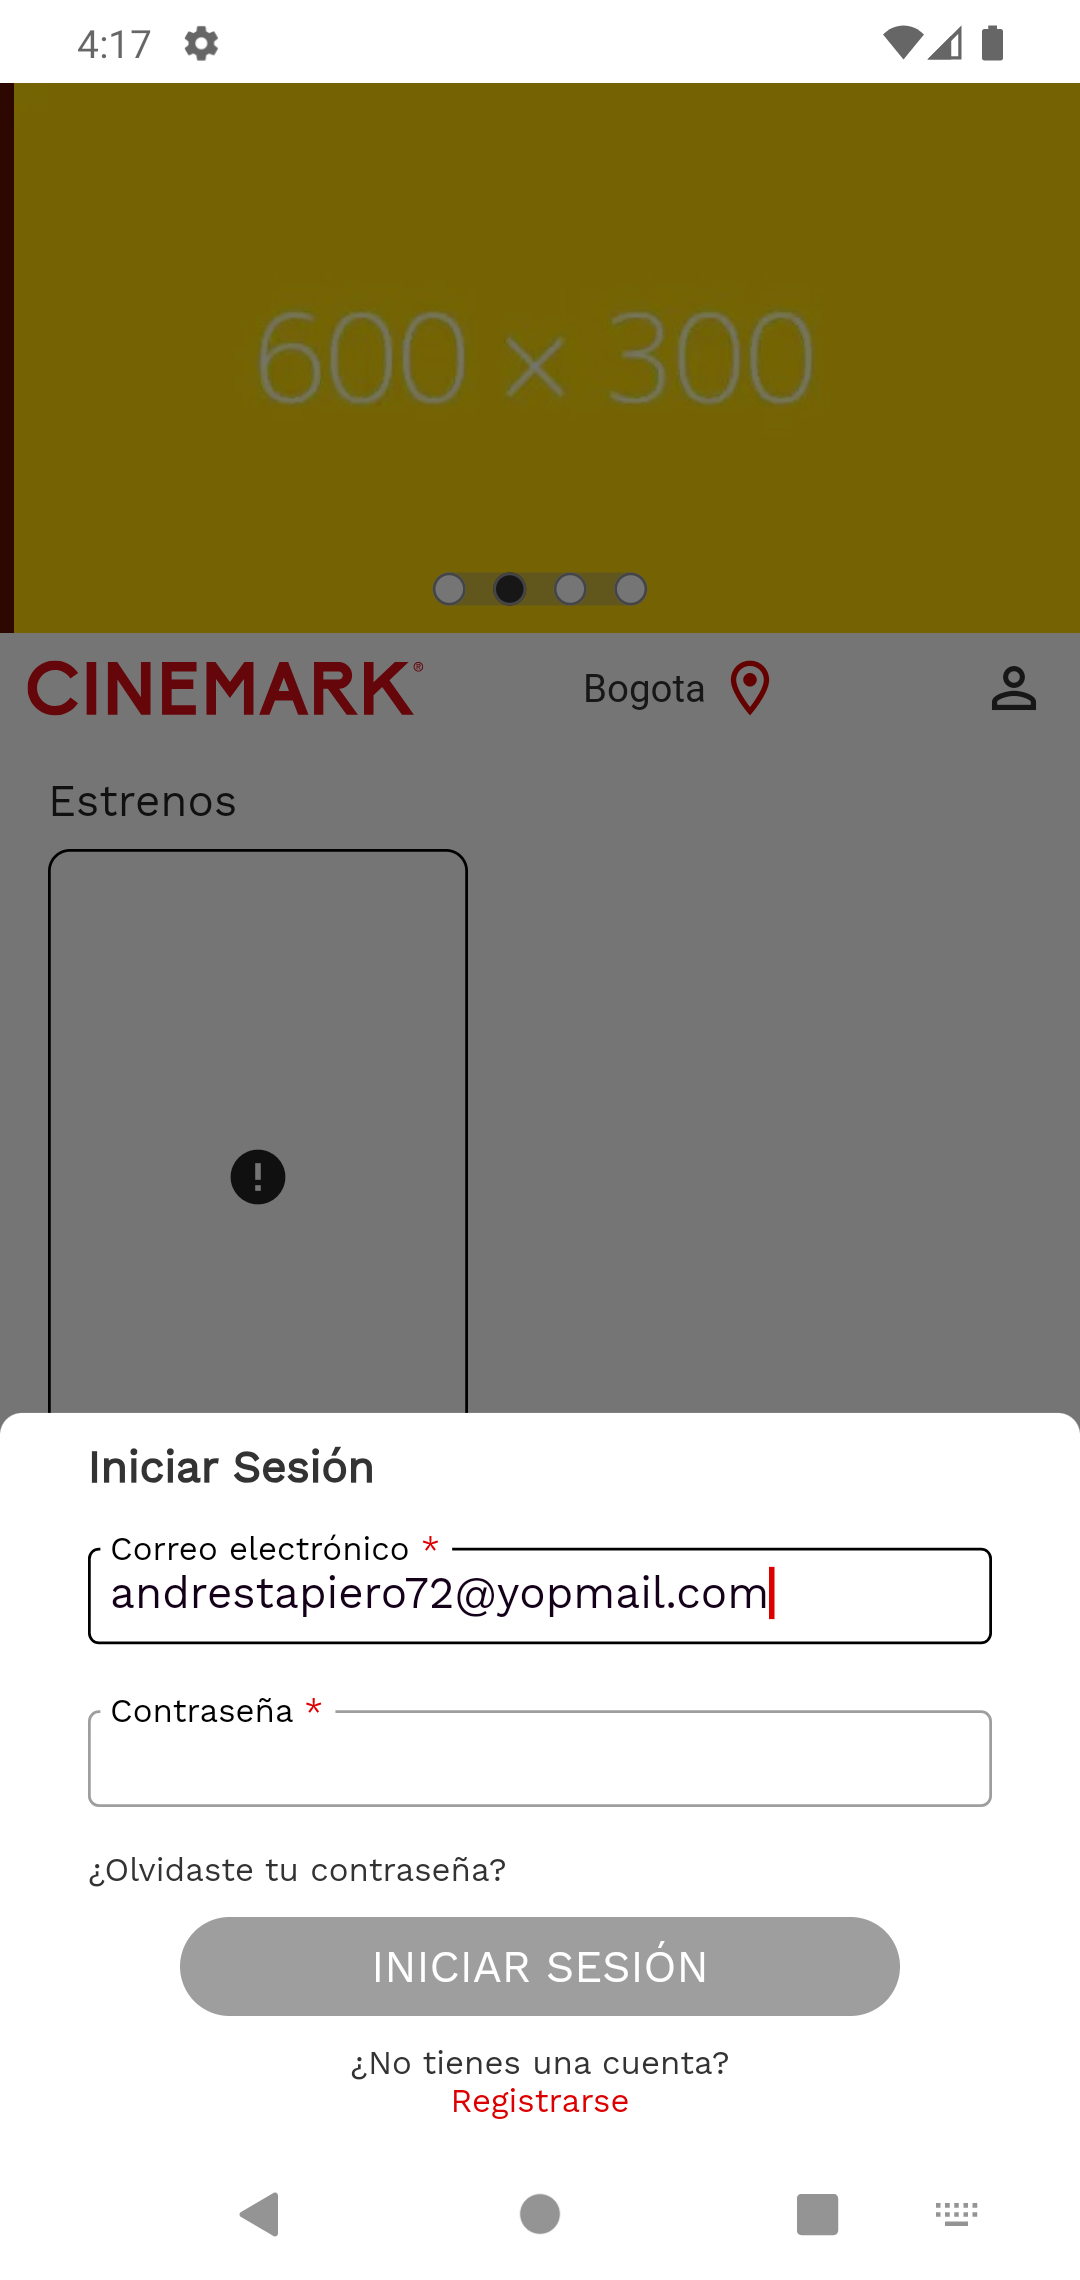 4:17
600 × 300
CINEMARK®
Bogota
Estrenos
Iniciar Sesión
Correo electrónico *
andrestapiero72@yopmail.com
Contraseña *
¿Olvidaste tu contraseña?
INICIAR SESIÓN
¿No tienes una cuenta?
Registrarse